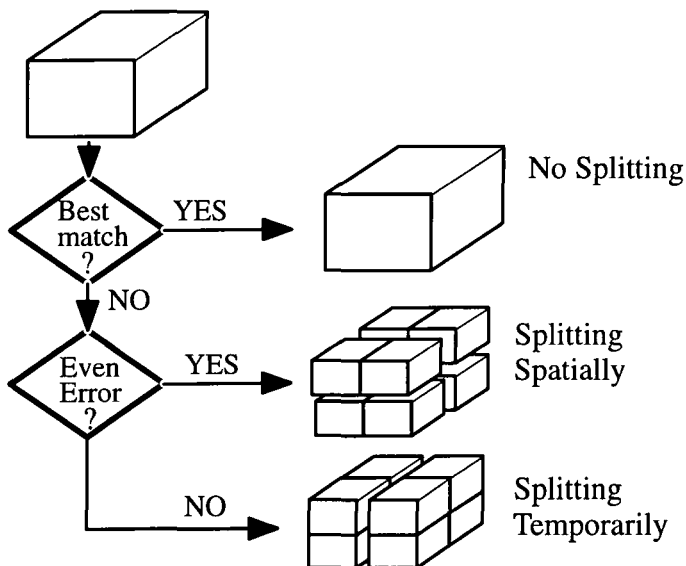 No Splitting
Best
match
?
YES
NO
Even
Error
?
YES
Splitting
Spatially
NO
Splitting
Temporarily